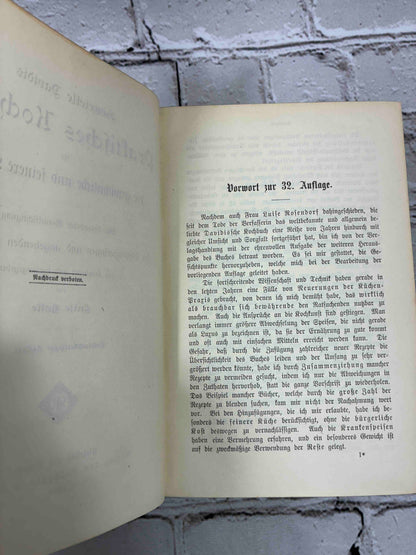 Nachdruck verboten.
Vorwort zur 32. Auflage.
Nachdem auch Frau Luise Rosendorf dahingeschieden, die
seit dem Tode der Verfasserin das weltbekannte und allgemein be-
liebte Davidissche Kochbuch eine Reihe von Jahren hindurch mit
gleicher Umsicht und Sorgfalt fortgeführt hat, bin ich von der Ver-
lagshandlung mit der ehrenvollen Aufgabe der weiteren Heraus-
gabe des Buches betraut worden. Es sei mir gestattet, die Ge-
sichtspunkte hervorzuheben, welche mich bei der Bearbeitung der
vorliegenden Auflage geleitet haben.
Die fortschreitende Wissenschaft und Technik haben gerade in
den letzten Jahren eine Fülle von Neuerungen der Küchen-
Praxis gebracht, von denen ich mich bemüht habe, das wirklich
als brauchbar sich bewährende den Ratsuchenden nutzbar zu
machen. Auch die Ansprüche an die Kochkunst sind gestiegen. Man
verlangt immer größere Abwechslung der Speisen, die nicht gerade
als Luxus zu bezeichnen ist, da sie der Ernährung zu gute kommt
und oft auch mit einfachen Mitteln erreicht werden kann. Die
Gefahr, daß durch die Zufügung zahlreicher neuer Rezepte die
Übersichtlichkeit des Buches leiden und der Umfang zu sehr ver-
größert werden könnte, habe ich durch Zusammenziehung mancher
Rezepte zu vermeiden gesucht, indem ich nur die Abweichungen in
den Zuthaten hervorhob, statt die ganze Vorschrift zu wiederholen.
Das Beispiel mancher Bücher, welche durch die große Zahl der
Rezepte zu blenden suchen, kam mir nicht der Nachahmung wert
vor. Bei den Hinzufügungen, die ich mir erlaubte, habe ich be-
sonders die feinere Küche berücksichtigt, ohne die bürgerliche
Kost deswegen zu vernachlässigen. Auch die Krankenspeisen
haben eine Vermehrung erfahren, und ein besonderes Gewicht ist
auf die zweckmäßige Verwendung der Reste gelegt.
1*